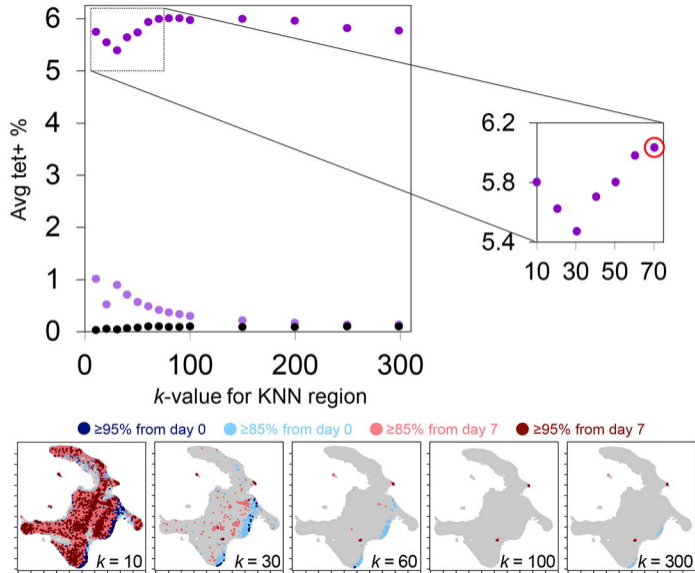 6
5
4
3
2
1
0
Avg tet+ %
0 100 200 300
k-value for KNN region
6.2
5.8
5.4
10 30 50 70
≥95% from day 0 ≥85% from day 0 ≥85% from day 7 ≥95% from day 7
k = 10 k = 30 k = 60 k = 100 k = 300